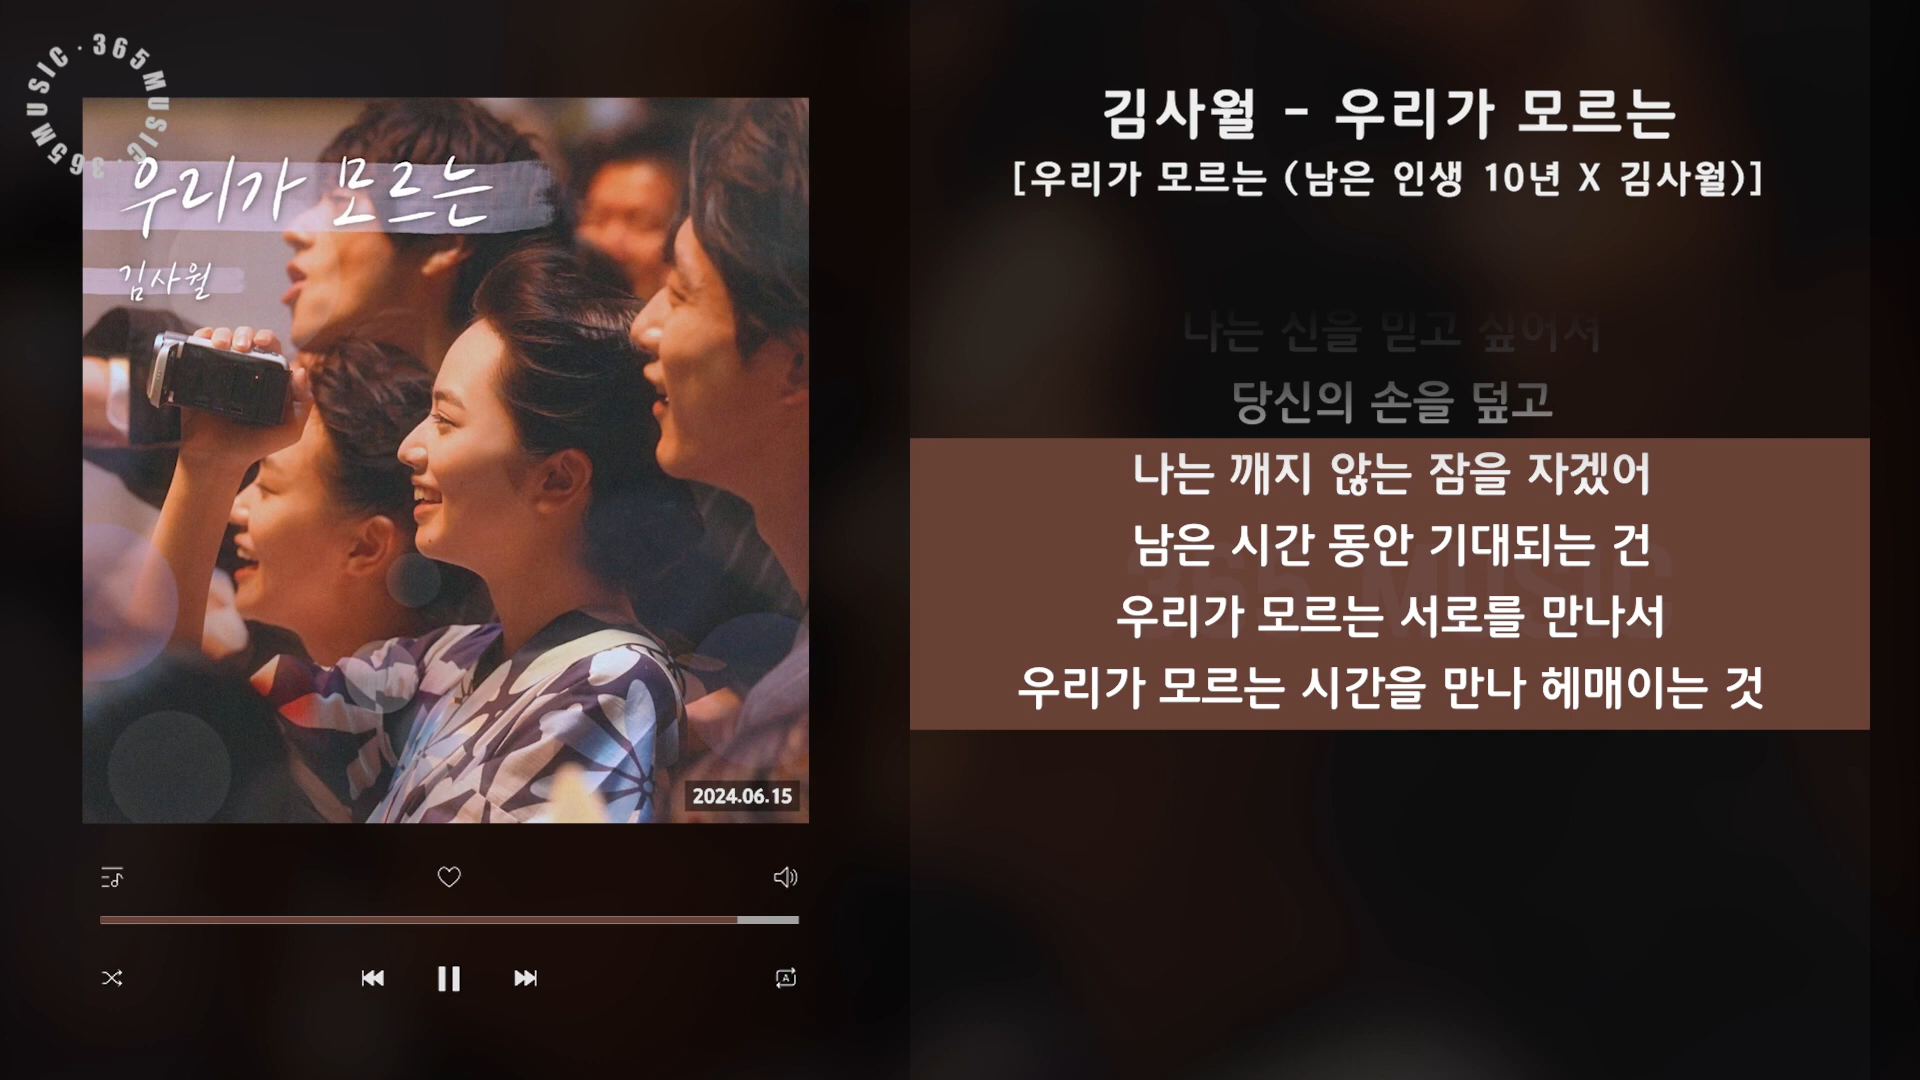 365MUSIC · 365MUSIC ·
우리가 모르는
김사월
2024.06.15
김사월 - 우리가 모르는
[우리가 모르는 (남은 인생 10년 X 김사월)]
나는 신을 믿고 싶어져
당신의 손을 덮고
나는 깨지 않는 잠을 자겠어
남은 시간 동안 기대되는 건
우리가 모르는 서로를 만나서
우리가 모르는 시간을 만나 헤매이는 것
365 MUSIC